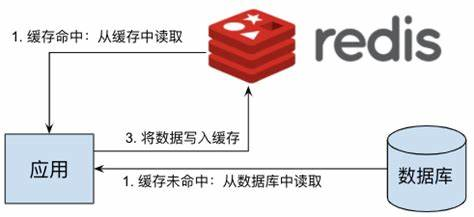 1. 缓存命中：从缓存中读取
redis
3. 将数据写入缓存
应用
1. 缓存未命中：从数据库中读取
数据库